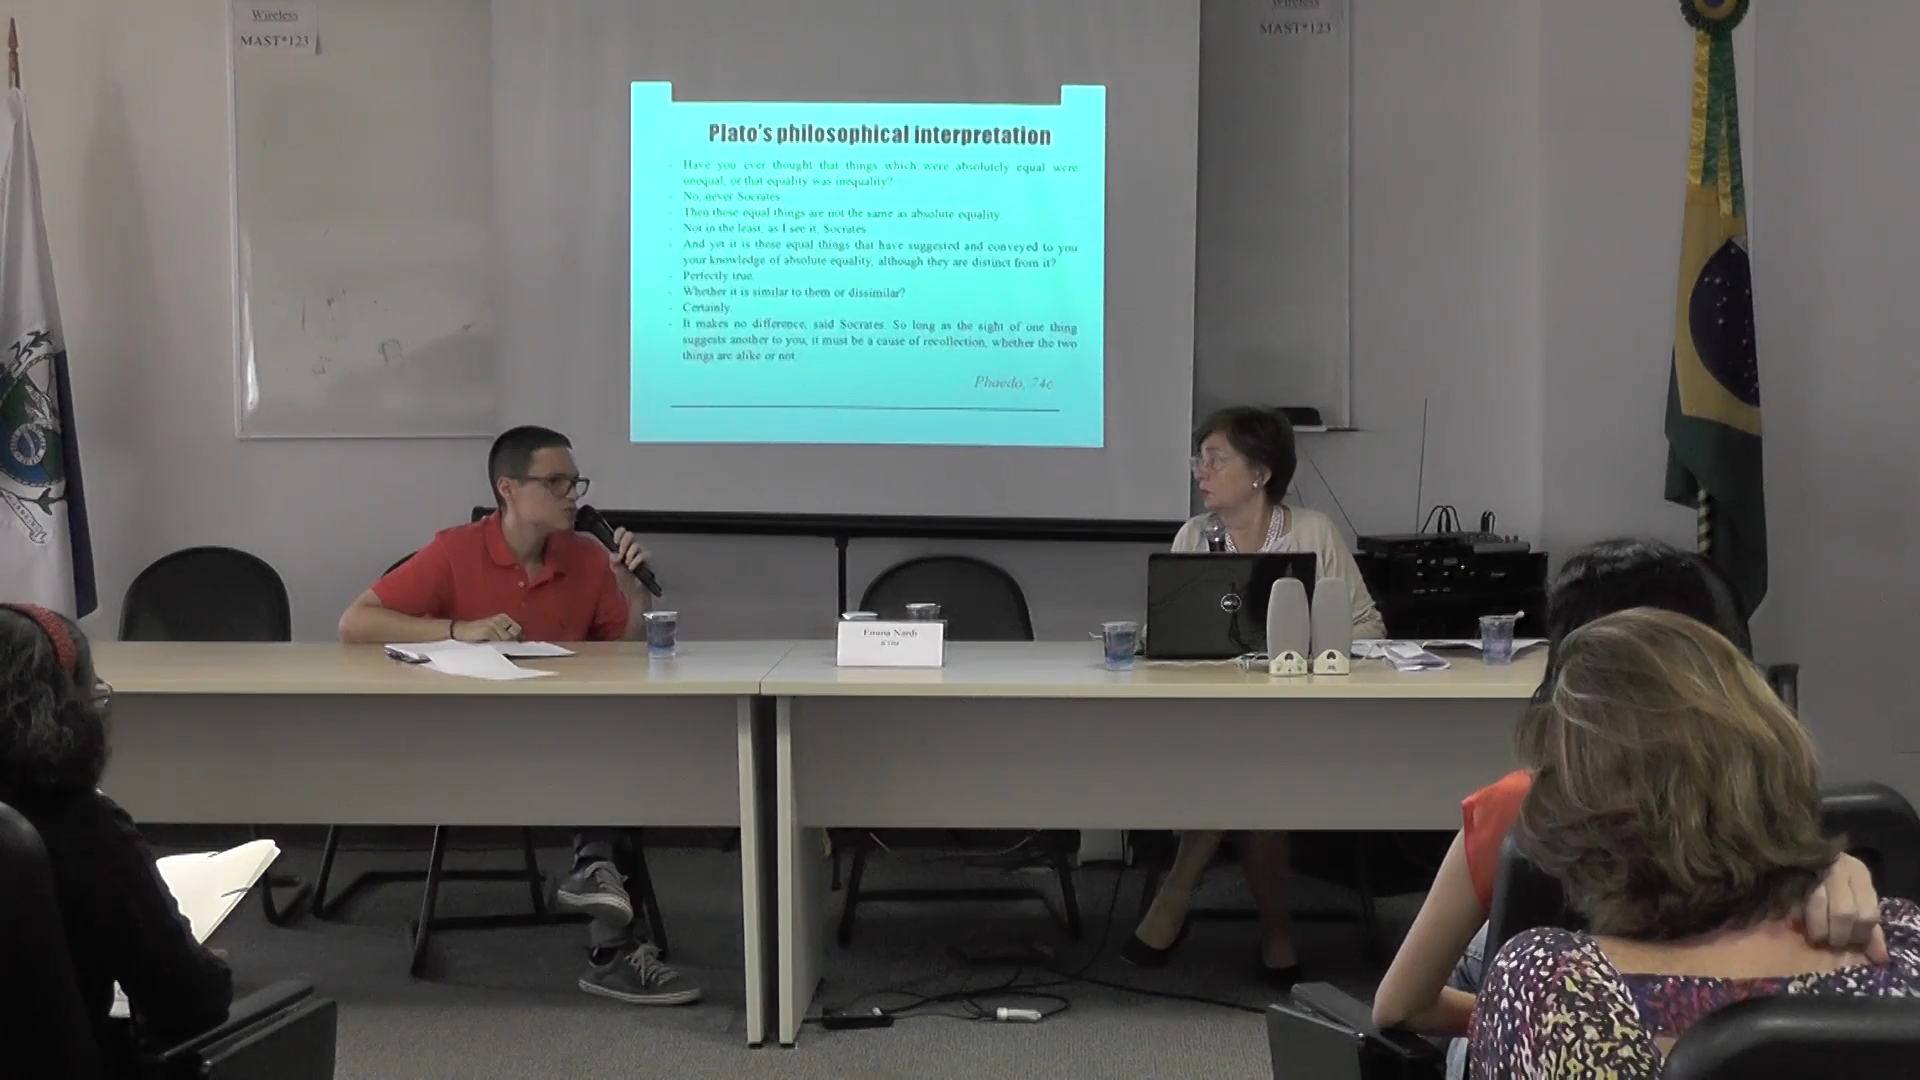 Wireless
MAST*123
Wireless
MAST*123
Plato's philosophical interpretation
- Have you ever thought that things which were absolutely equal were
unequal, or that equality was inequality?
- No, never Socrates
- Then these equal things are not the same as absolute equality
- Not in the least, as I see it, Socrates
- And yet it is these equal things that have suggested and conveyed to you
your knowledge of absolute equality, although they are distinct from it?
- Perfectly true
- Whether it is similar to them or dissimilar?
- Certainly
- It makes no difference, said Socrates. So long as the sight of one thing
suggests another to you, it must be a cause of recollection, whether the two
things are alike or not.
Phaedo, 74c
Emma Nardi
DELL